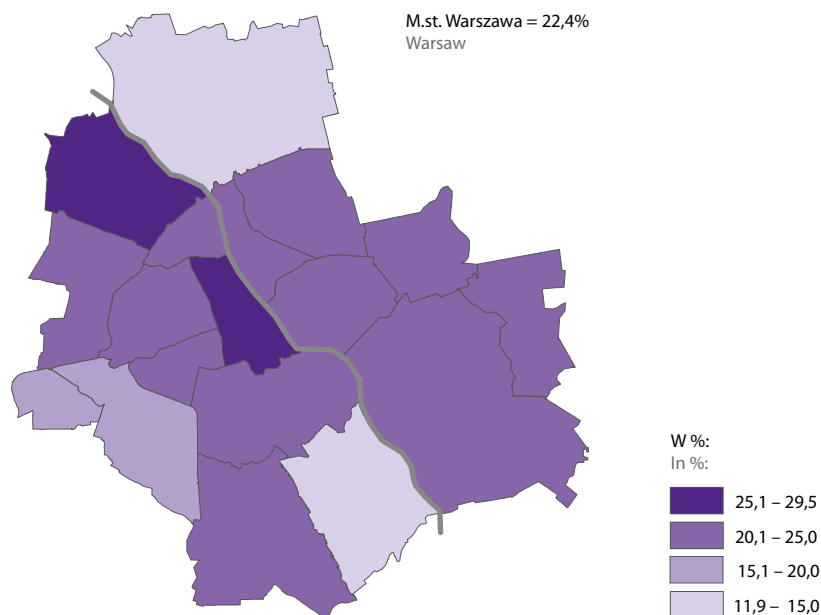 M.st. Warszawa = 22,4%
Warsaw
W %:
In %:
25,1 – 29,5
20,1 – 25,0
15,1 – 20,0
11,9 – 15,0